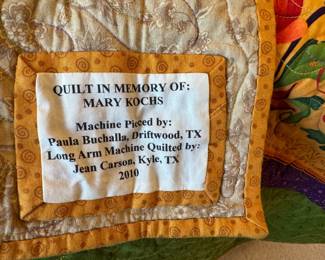 QUILT IN MEMORY OF:
MARY KOCHS
Machine Pieced by:
Paula Buchalla, Driftwood, TX
Long Arm Machine Quilted by:
Jean Carson, Kyle, TX
2010